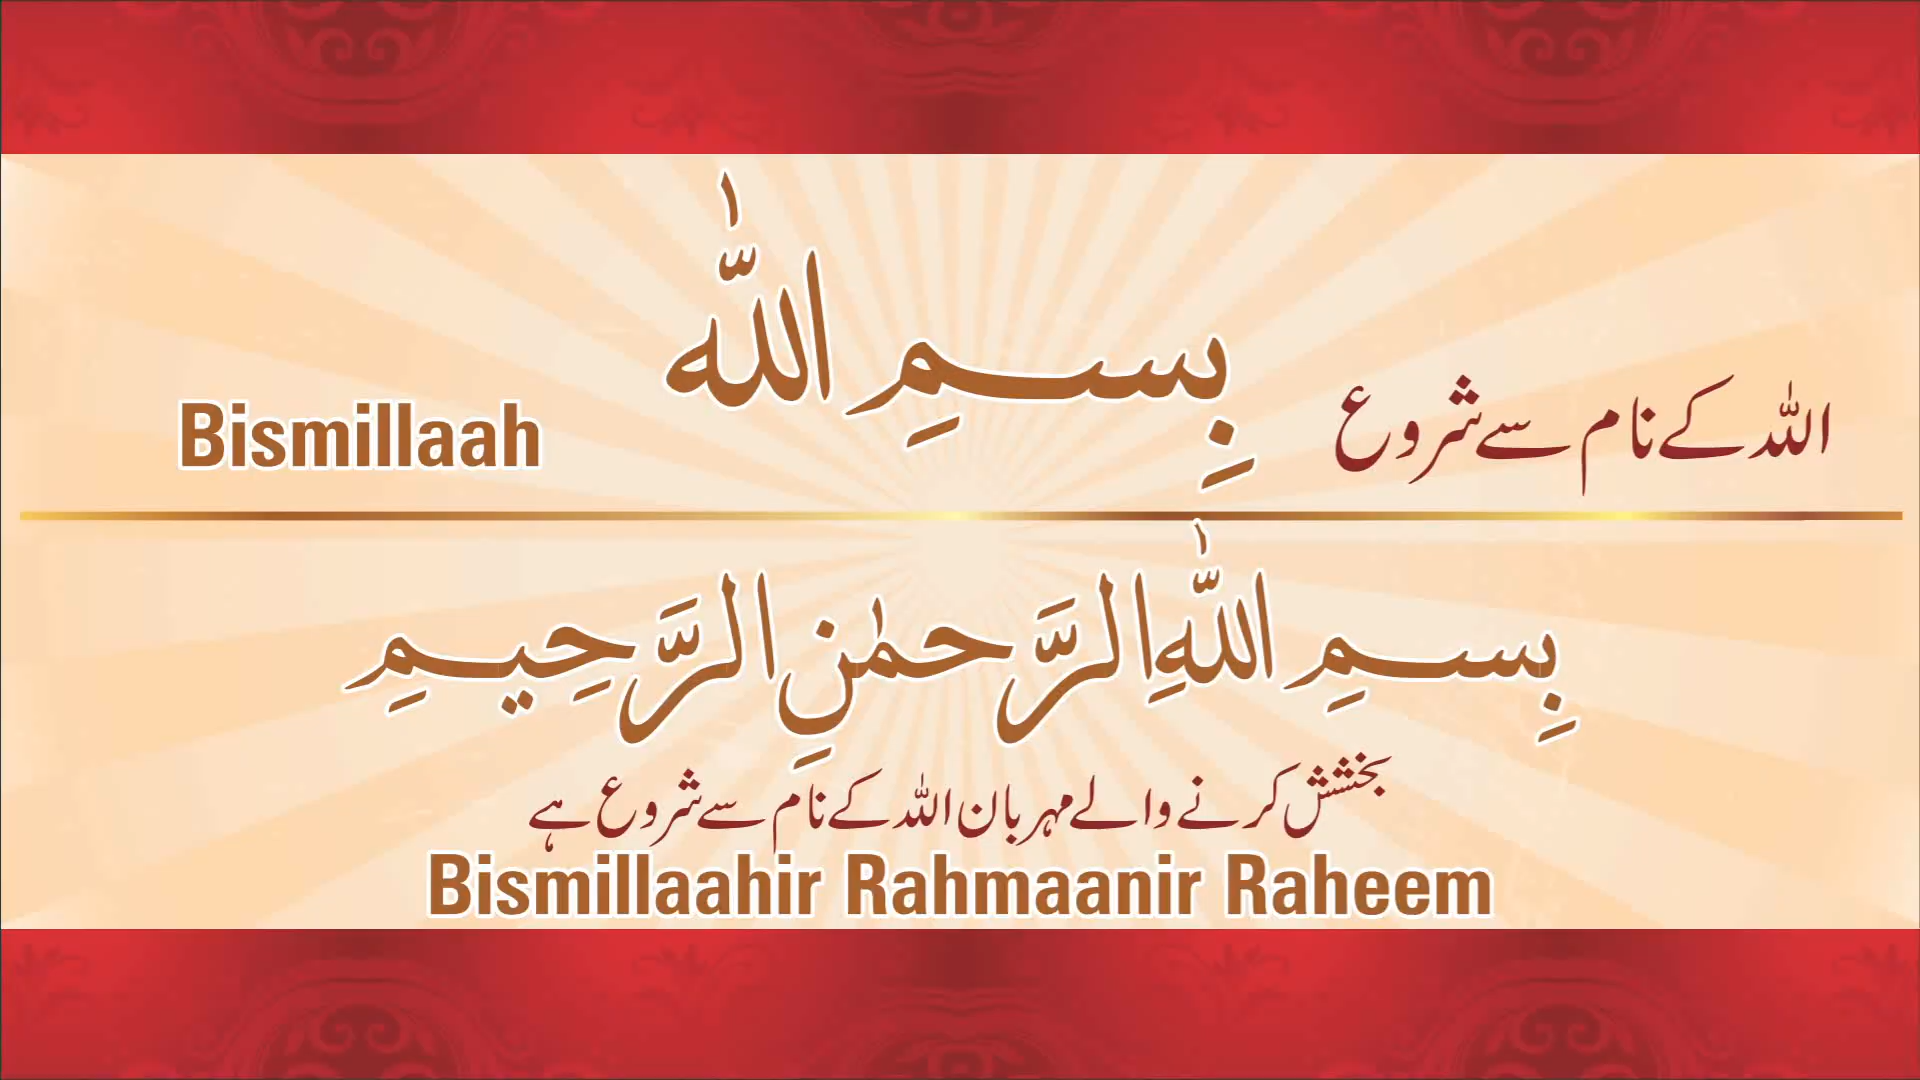 بِسمِ اللّٰه
اللہ کے نام سے شروع
Bismillaah
بِسمِ اللّٰهِ الرَّحمٰنِ الرَّحِيمِ
بخشش کرنے والے مہربان اللہ کے نام سے شروع ہے
Bismillaahir Rahmaanir Raheem